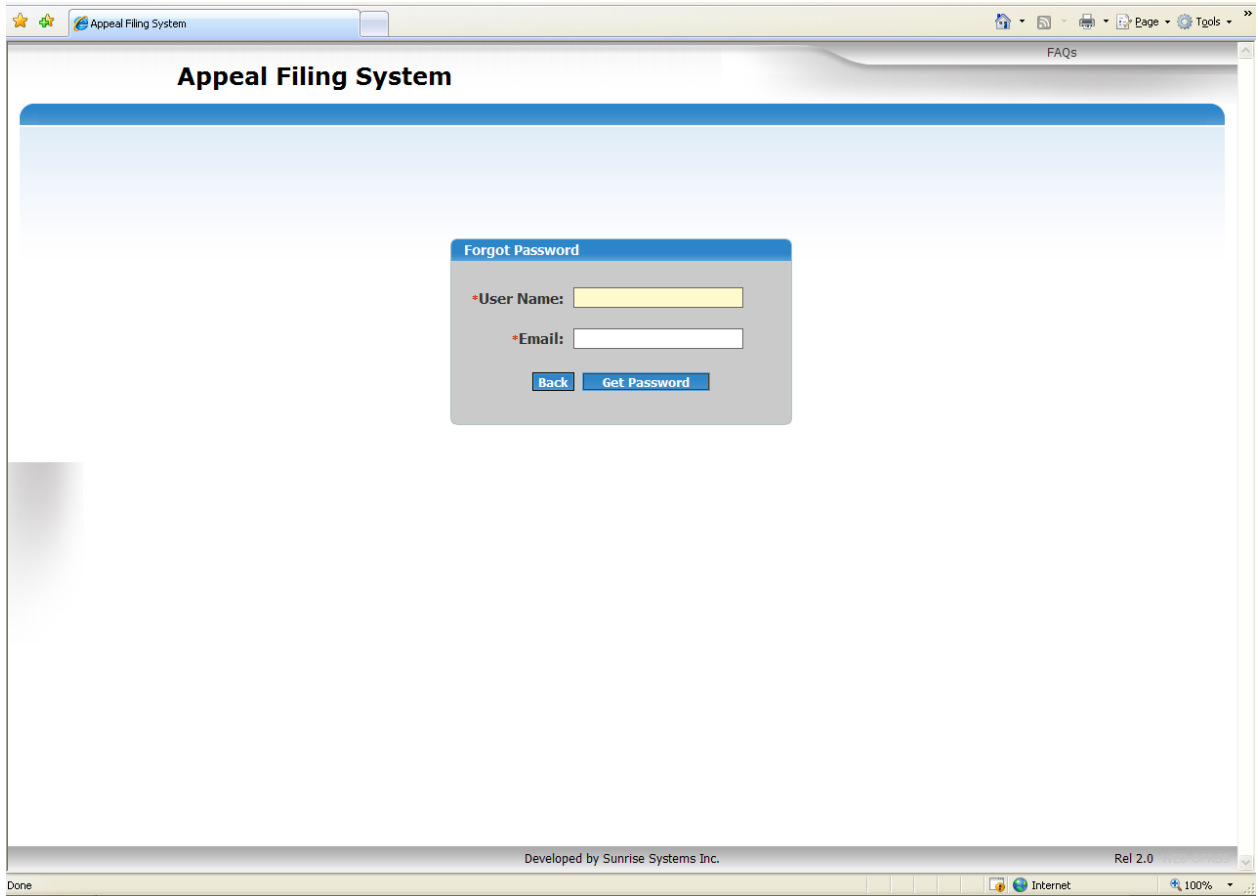 Appeal Filing System
Page
Tools
»
FAQs
Appeal Filing System
Forgot Password
*User Name:
*Email:
Back Get Password
Developed by Sunrise Systems Inc.
Rel 2.0
Done
Internet
100%